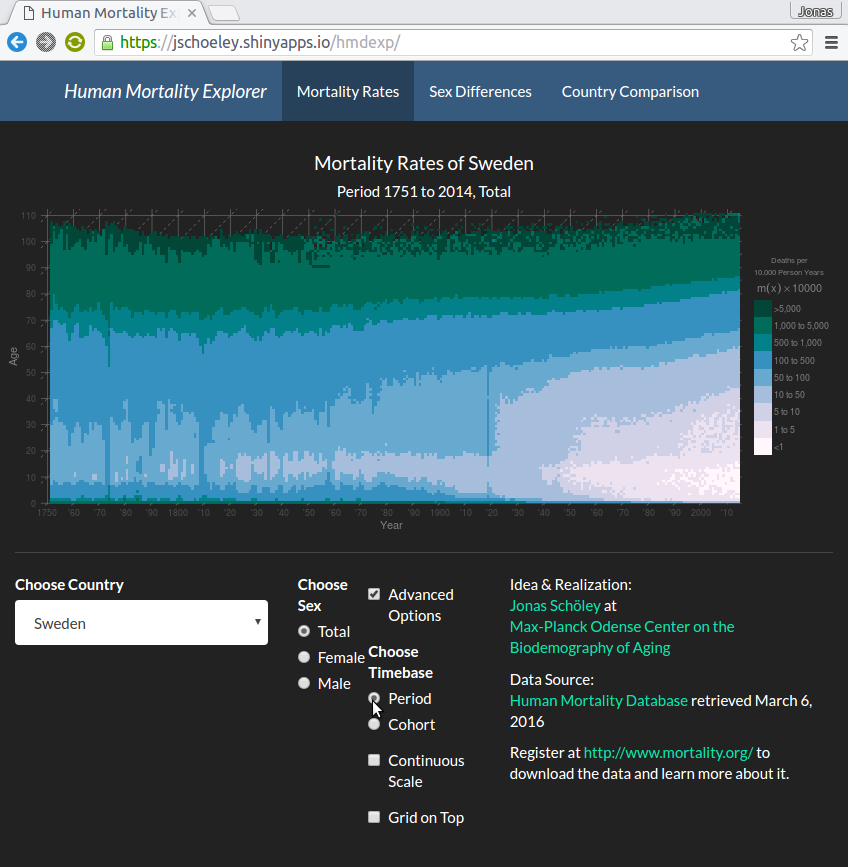 Human Mortality Ex
Jonas
https://jschoeley.shinyapps.io/hmdexp/
Human Mortality Explorer
Mortality Rates
Sex Differences
Country Comparison
Mortality Rates of Sweden
Period 1751 to 2014, Total
110
100
90
80
70
60
50
40
30
20
10
0
Age
1750 '60 '70 '80 '90 1800 '10 '20 '30 '40 '50 '60 '70 '80 '90 1900 '10 '20 '30 '40 '50 '60 '70 '80 '90 2000 '10
Year
Deaths per
10,000 Person Years
m(x) × 10000
>5,000
1,000 to 5,000
500 to 1,000
100 to 500
50 to 100
10 to 50
5 to 10
1 to 5
<1
Choose Country
Sweden
Choose
Sex
Total
Female
Male
Advanced
Options
Choose
Timebase
Period
Cohort
Continuous
Scale
Grid on Top
Idea & Realization:
Jonas Schöley at
Max-Planck Odense Center on the
Biodemography of Aging
Data Source:
Human Mortality Database retrieved March 6,
2016
Register at http://www.mortality.org/ to
download the data and learn more about it.